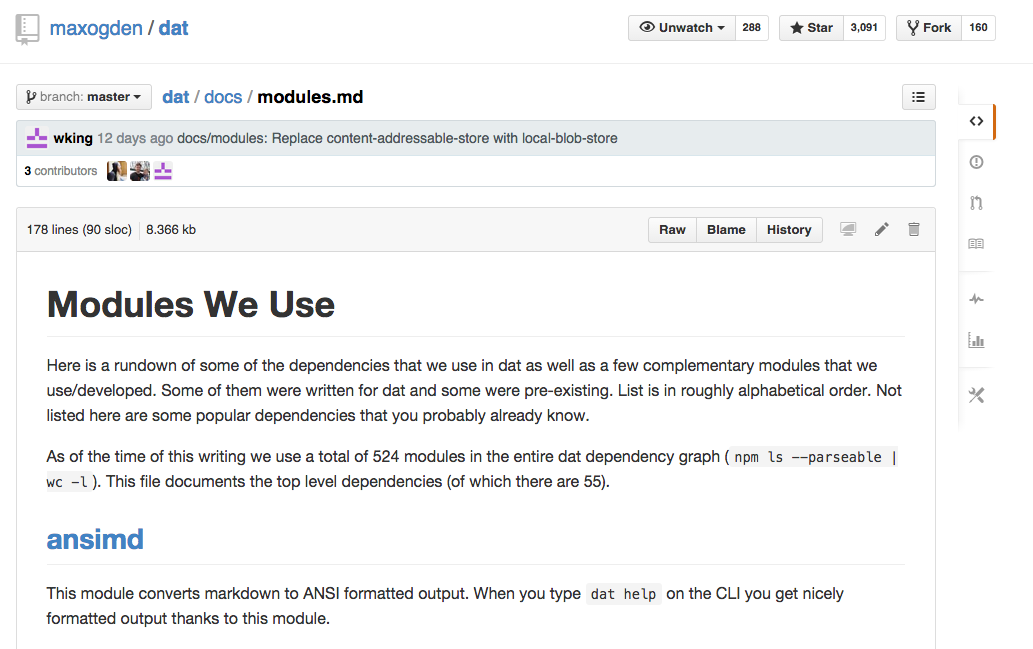 maxogden / dat
Unwatch 288 Star 3,091 Fork 160
branch: master dat / docs / modules.md
wking 12 days ago docs/modules: Replace content-addressable-store with local-blob-store
3 contributors
178 lines (90 sloc) 8.366 kb Raw Blame History
Modules We Use
Here is a rundown of some of the dependencies that we use in dat as well as a few complementary modules that we
use/developed. Some of them were written for dat and some were pre-existing. List is in roughly alphabetical order. Not
listed here are some popular dependencies that you probably already know.
As of the time of this writing we use a total of 524 modules in the entire dat dependency graph ( npm ls --parseable |
wc -l ). This file documents the top level dependencies (of which there are 55).
ansimd
This module converts markdown to ANSI formatted output. When you type dat help on the CLI you get nicely
formatted output thanks to this module.